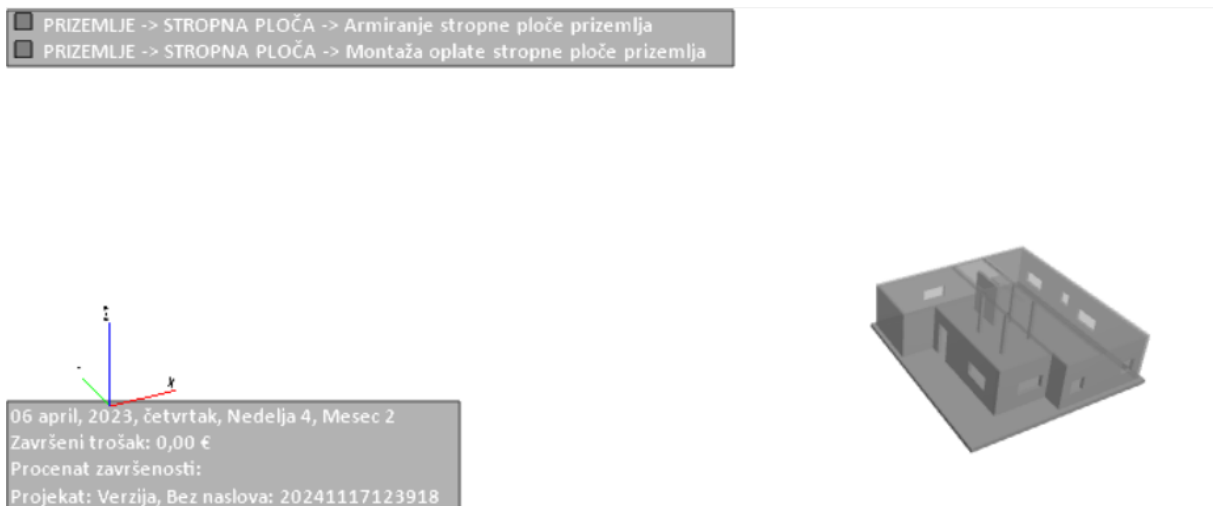 PRIZEMLJE -> STROPNA PLOČA -> Armiranje stropne ploče prizemlja
PRIZEMLJE -> STROPNA PLOČA -> Montaža oplate stropne ploče prizemlja
X
06 april, 2023, četvrtak, Nedelja 4, Mesec 2
Završeni trošak: 0,00 €
Procenat završenosti:
Projekat: Verzija, Bez naslova: 20241117123918